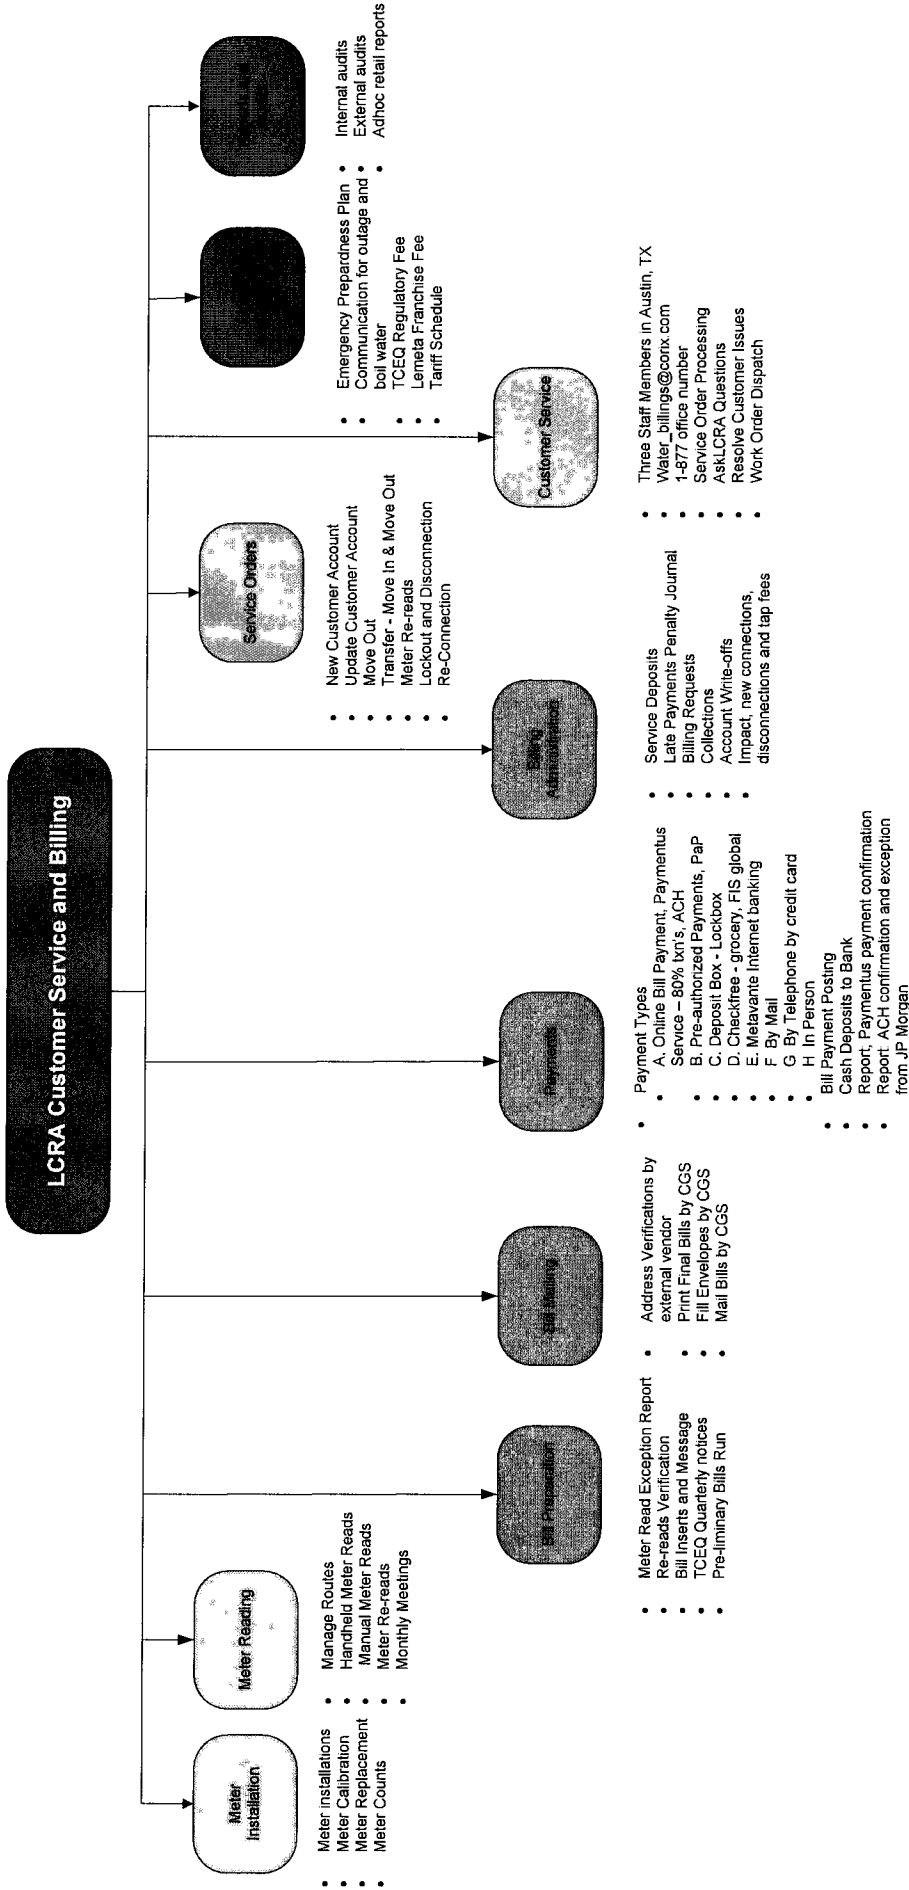 LCRA Customer Service and Billing
Meter
Installation
Meter installations
Meter Calibration
Meter Replacement
Meter Counts
Meter Reading
Manage Routes
Handheld Meter Reads
Manual Meter Reads
Meter Re-reads
Monthly Meetings
Bill Preparation
Meter Read Exception Report
Re-reads Verification
Bill Inserts and Message
TCEQ Quarterly notices
Pre-liminary Bills Run
Bill Mailing
Address Verifications by
external vendor
Print Final Bills by CGS
Fill Envelopes by CGS
Mail Bills by CGS
Payments
Payment Types
A. Online Bill Payment, Paymentus
Service – 80% txn's, ACH
B. Pre-authorized Payments, PaP
C. Deposit Box - Lockbox
D. Checkfree - grocery, FIS global
E. Metavante Internet banking
F By Mail
G By Telephone by credit card
H In Person
Bill Payment Posting
Cash Deposits to Bank
Report, Paymentus payment confirmation
Report: ACH confirmation and exception
from JP Morgan
Billing
Administration
Service Deposits
Late Payments Penalty Journal
Billing Requests
Collections
Account Write-offs
Impact, new connections,
disconnections and tap fees
Service Orders
New Customer Account
Update Customer Account
Move Out
Transfer - Move In & Move Out
Meter Re-reads
Lockout and Disconnection
Re-Connection
Customer Service
Three Staff Members in Austin, TX
Water_billings@corix.com
1-877 office number
Service Order Processing
AskLCRA Questions
Resolve Customer Issues
Work Order Dispatch
Emergency Prepardness Plan
Communication for outage and
boil water
TCEQ Regulatory Fee
Lemeta Franchise Fee
Tariff Schedule
Internal audits
External audits
Adhoc retail reports